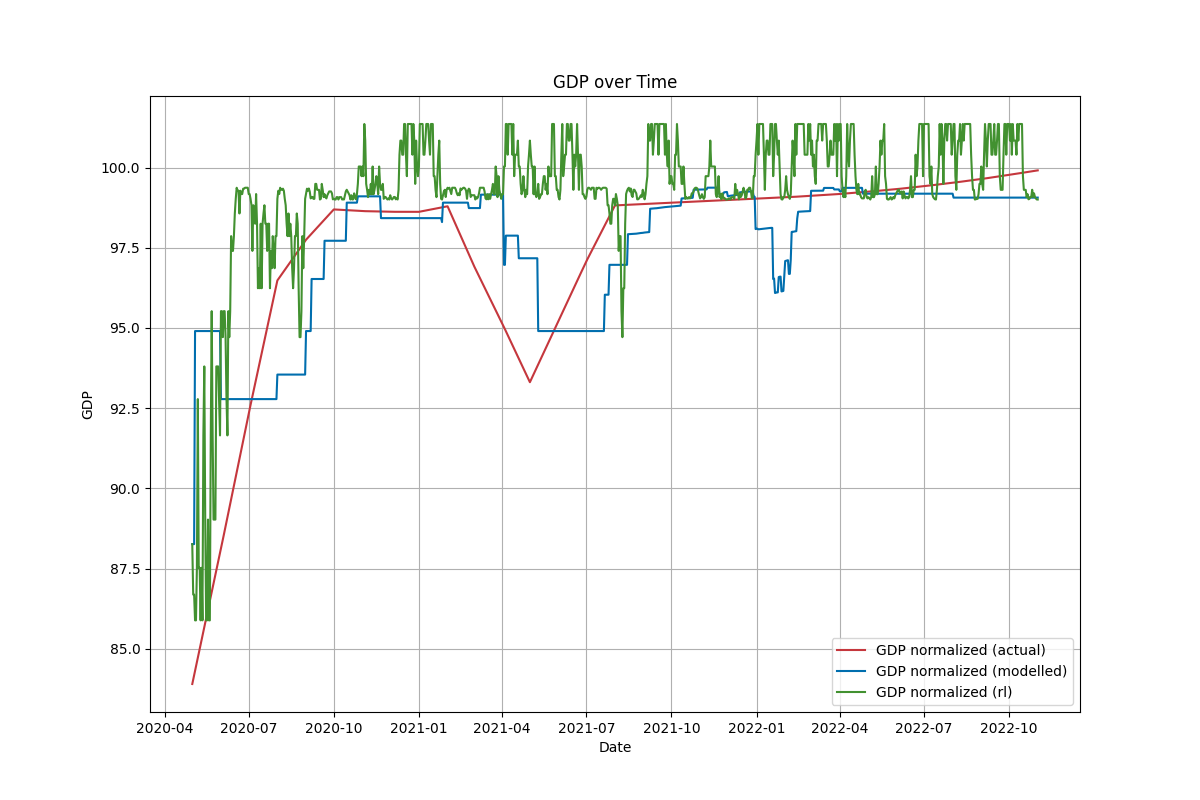 GDP over Time
GDP
100.0
97.5
95.0
92.5
90.0
87.5
85.0
GDP normalized (actual)
GDP normalized (modelled)
GDP normalized (rl)
2020-04 2020-07 2020-10 2021-01 2021-04 2021-07 2021-10 2022-01 2022-04 2022-07 2022-10
Date